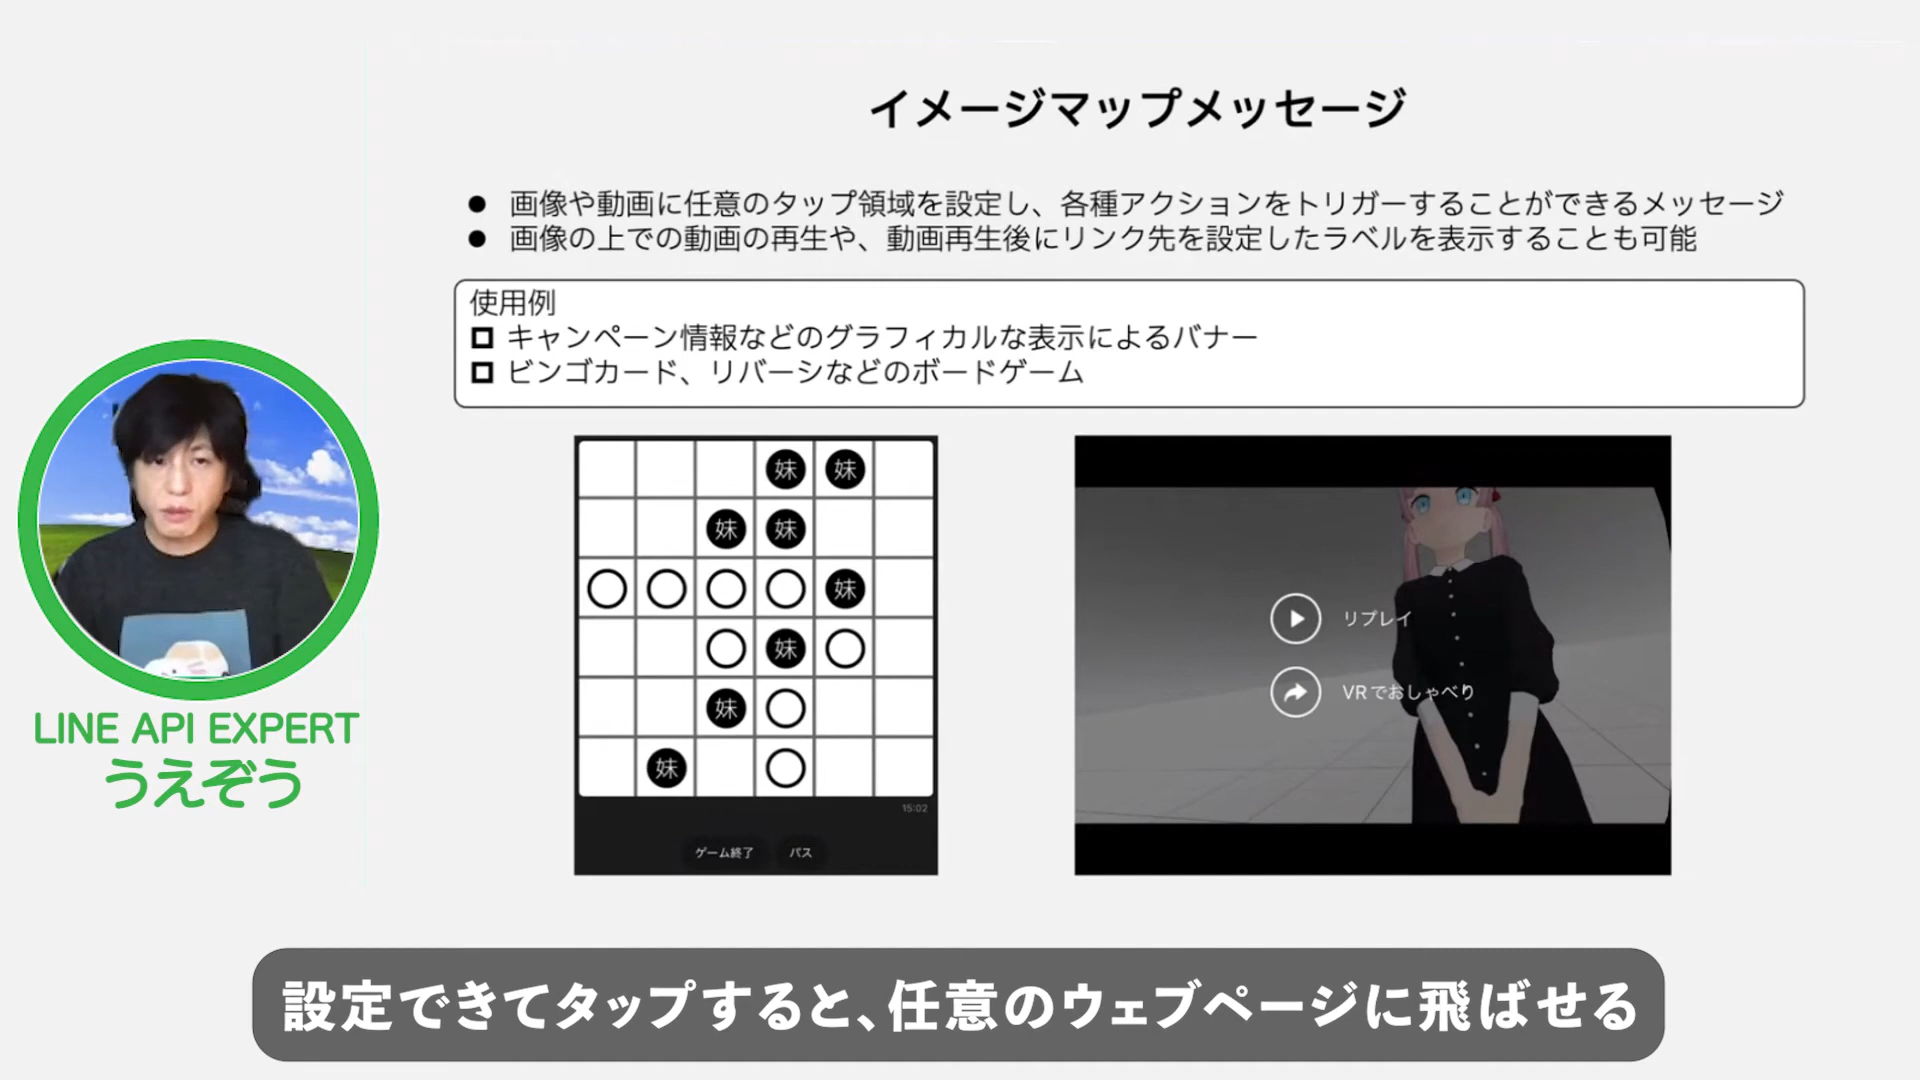 イメージマップメッセージ
● 画像や動画に任意のタップ領域を設定し、各種アクションをトリガーすることができるメッセージ
● 画像の上での動画の再生や、動画再生後にリンク先を設定したラベルを表示することも可能
使用例
キャンペーン情報などのグラフィカルな表示によるバナー
ビンゴカード、リバーシなどのボードゲーム
妹 妹
妹 妹
妹
妹
妹
妹
15:02
ゲーム終了 パス
リプレイ
VRでおしゃべり
LINE API EXPERT
うえぞう
設定できてタップすると、任意のウェブページに飛ばせる